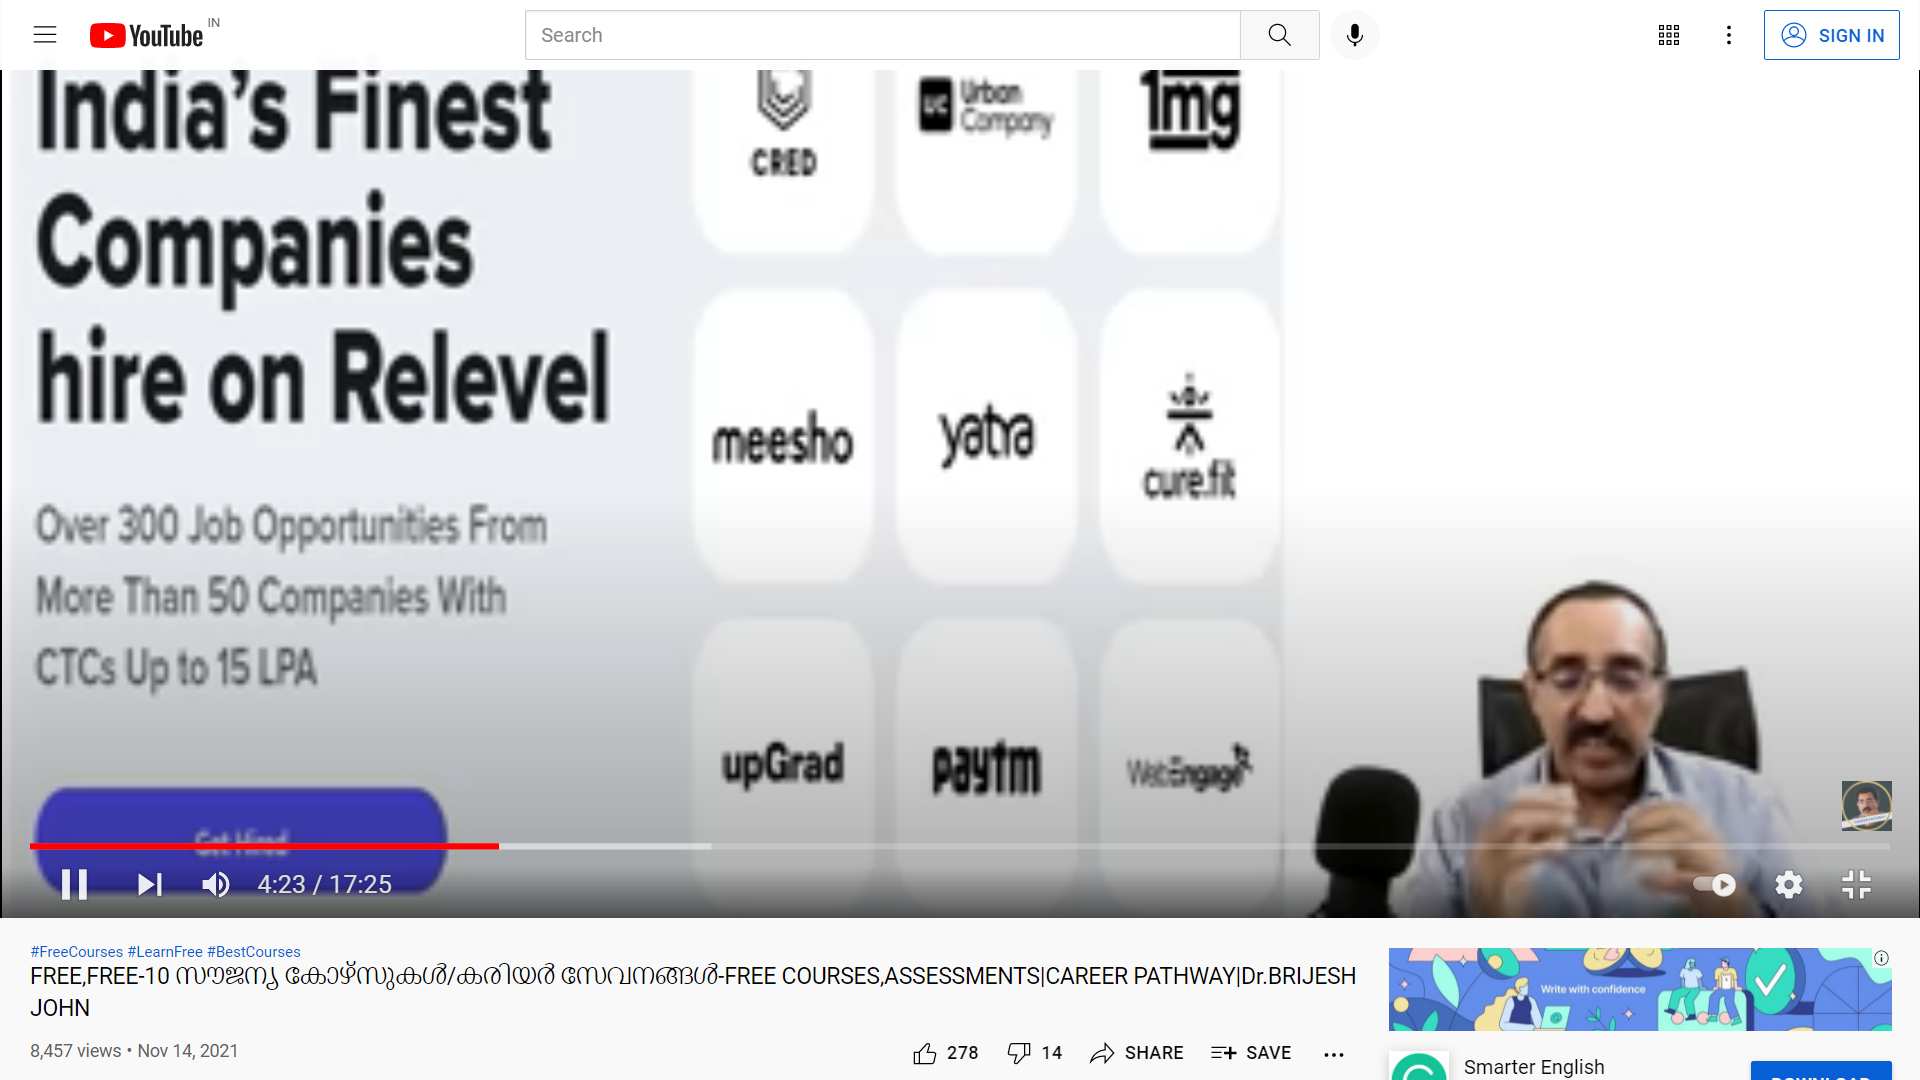 YouTube IN
Search
SIGN IN
India's Finest
Companies
hire on Relevel
Over 300 Job Opportunities From
More Than 50 Companies With
CTCs Up to 15 LPA
Get Hired
CRED
UC Urban Company
1mg
meesho
yatra
cure.fit
upGrad
paytm
WebEngage
4:23 / 17:25
#FreeCourses #LearnFree #BestCourses
FREE,FREE-10 സൗജന്യ കോഴ്സുകൾ/കരിയർ സേവനങ്ങൾ-FREE COURSES,ASSESSMENTS|CAREER PATHWAY|Dr.BRIJESH
JOHN
8,457 views • Nov 14, 2021
278
14
SHARE
SAVE
Write with confidence
Smarter English
DOWNLOAD